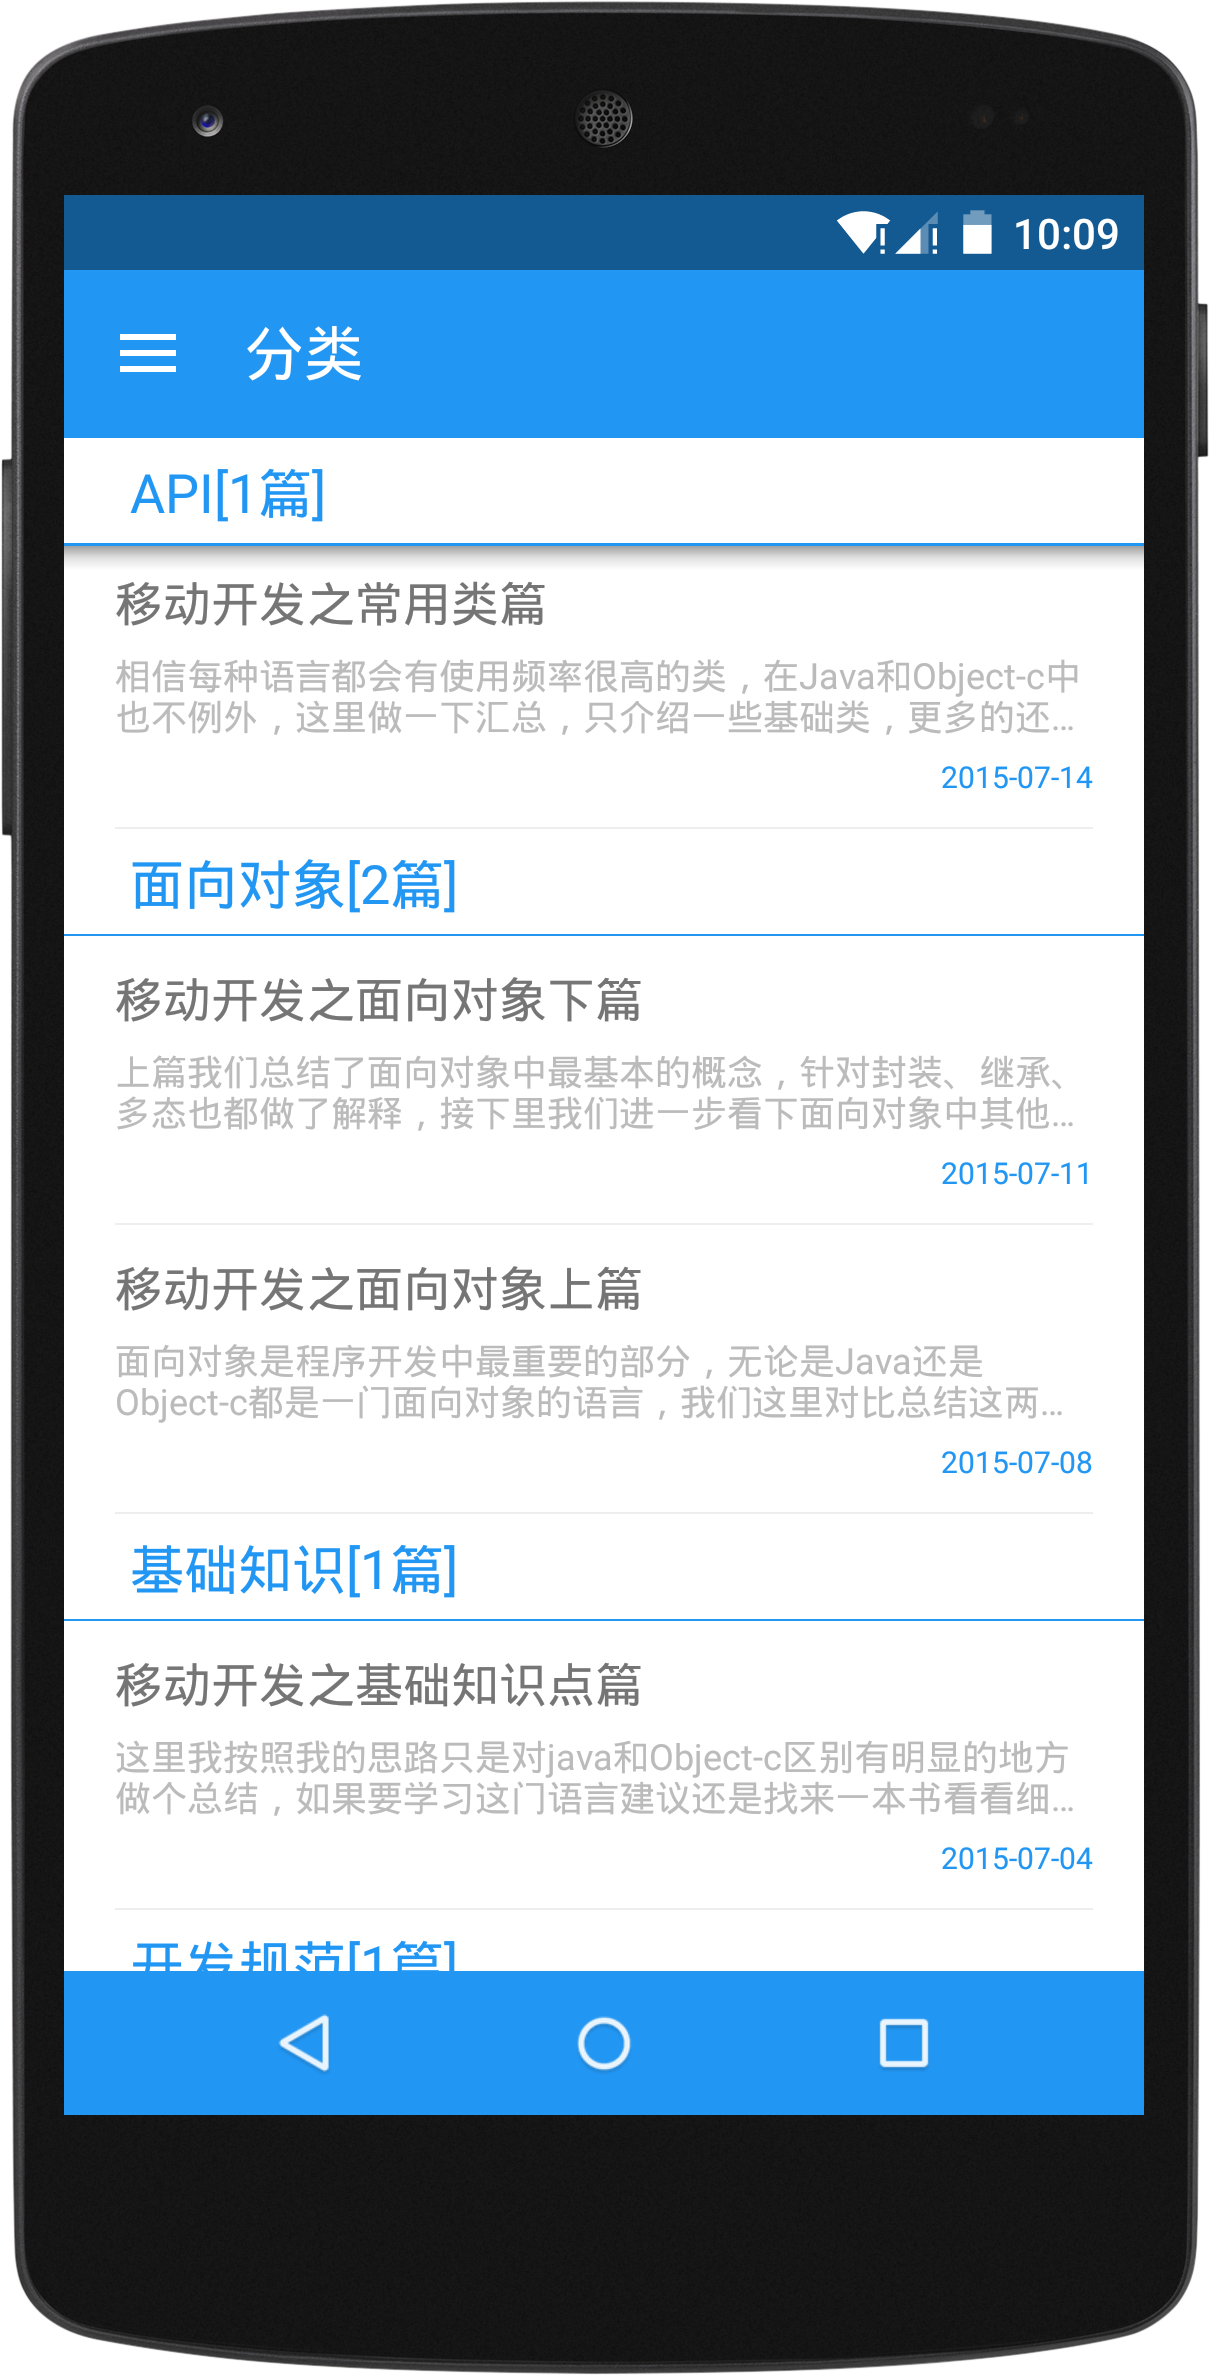 10:09
分类
API[1篇]
移动开发之常用类篇
相信每种语言都会有使用频率很高的类，在Java和Object-c中
也不例外，这里做一下汇总，只介绍一些基础类，更多的还...
2015-07-14
面向对象[2篇]
移动开发之面向对象下篇
上篇我们总结了面向对象中最基本的概念，针对封装、继承、
多态也都做了解释，接下里我们进一步看下面向对象中其他...
2015-07-11
移动开发之面向对象上篇
面向对象是程序开发中最重要的部分，无论是Java还是
Object-c都是一门面向对象的语言，我们这里对比总结这两...
2015-07-08
基础知识[1篇]
移动开发之基础知识点篇
这里我按照我的思路只是对java和Object-c区别有明显的地方
做个总结，如果要学习这门语言建议还是找来一本书看看细...
2015-07-04
开发规范[1篇]